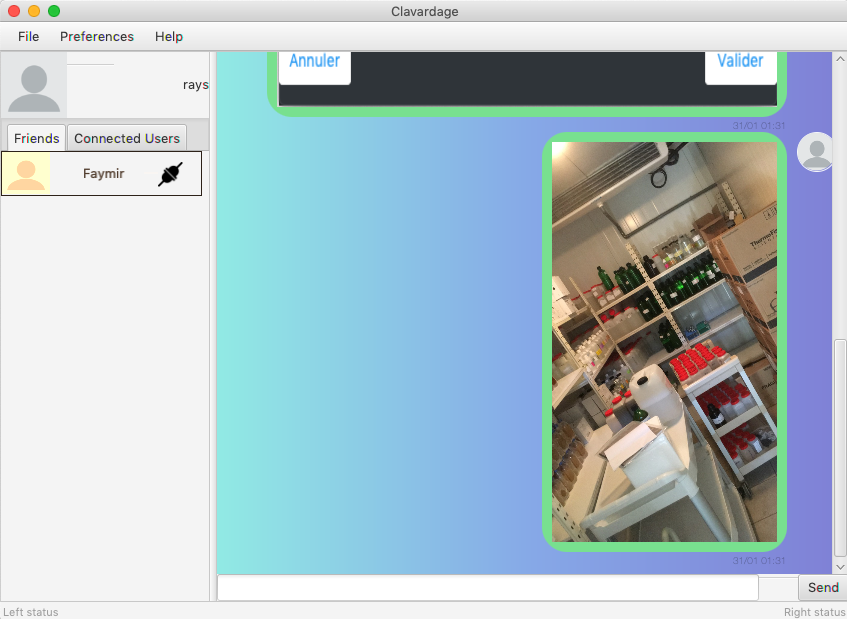 Clavardage
File Preferences Help
rays
Friends Connected Users
Faymir
Annuler Valider
31/01 01:31
31/01 01:31
Send
Left status Right status